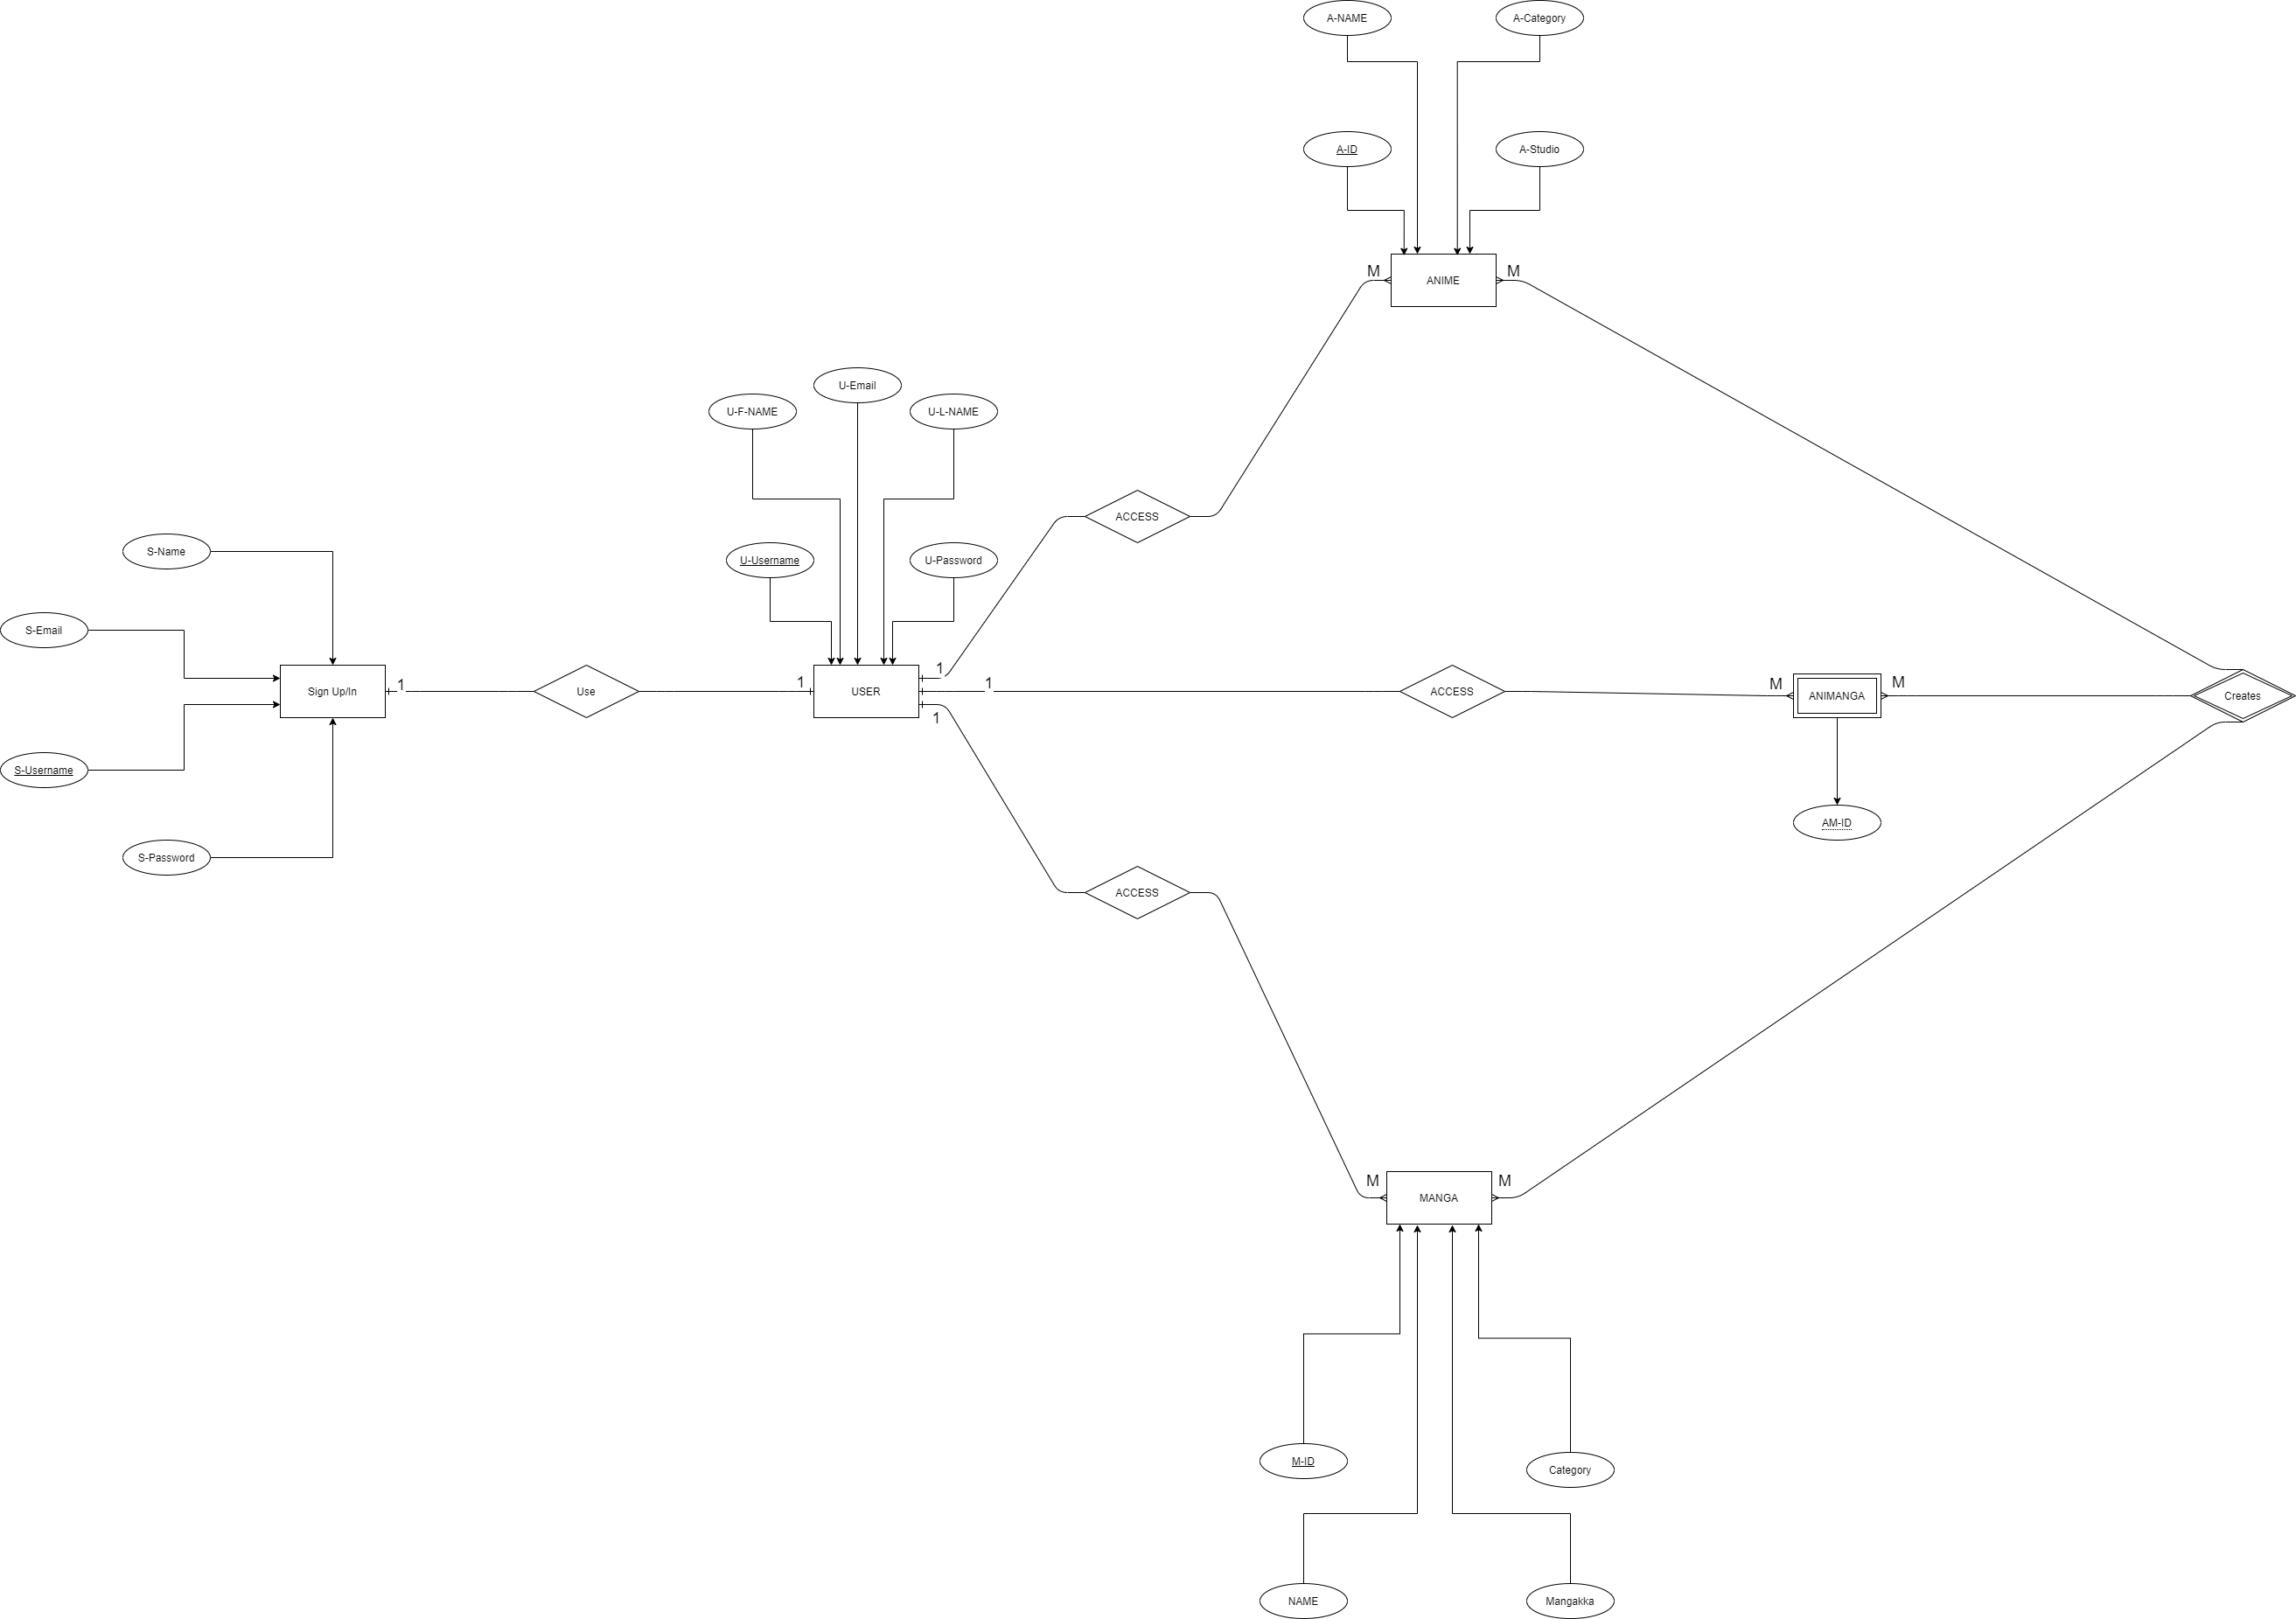 A-NAME
A-Category
A-ID
A-Studio
M
ANIME
M
U-Email
U-F-NAME
U-L-NAME
ACCESS
U-Username
U-Password
S-Name
S-Email
Sign Up/In
1
Use
1
USER
1
1
1
ACCESS
M
ANIMANGA
M
Creates
S-Username
AM-ID
S-Password
ACCESS
M
MANGA
M
M-ID
Category
NAME
Mangakka